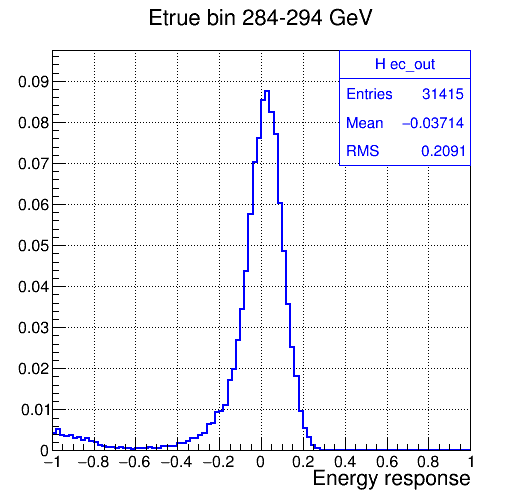 Etrue bin 284-294 GeV
H ec_out
Entries 31415
Mean −0.03714
RMS 0.2091
0.09
0.08
0.07
0.06
0.05
0.04
0.03
0.02
0.01
0
−1 −0.8 −0.6 −0.4 −0.2 0 0.2 0.4 0.6 0.8 1
Energy response